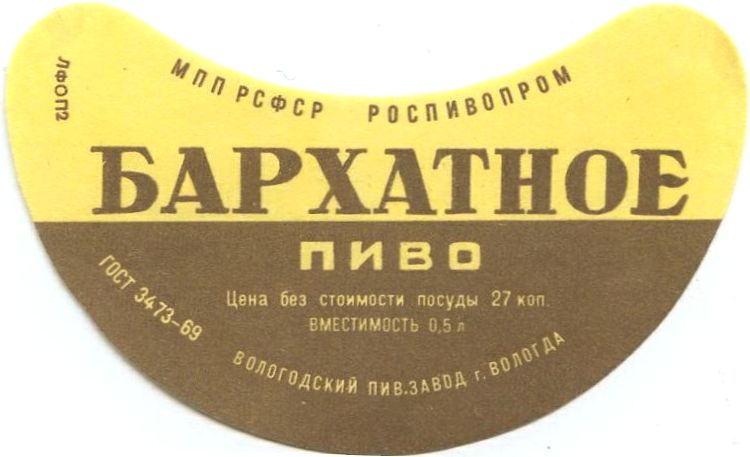 МПП РСФСР РОСПИВОПРОМ
ЛФОП2
БАРХАТНОЕ
ПИВО
Цена без стоимости посуды 27 коп.
ВМЕСТИМОСТЬ 0,5 л
ГОСТ 3473-69
ВОЛОГОДСКИЙ ПИВ.ЗАВОД г. ВОЛОГДА